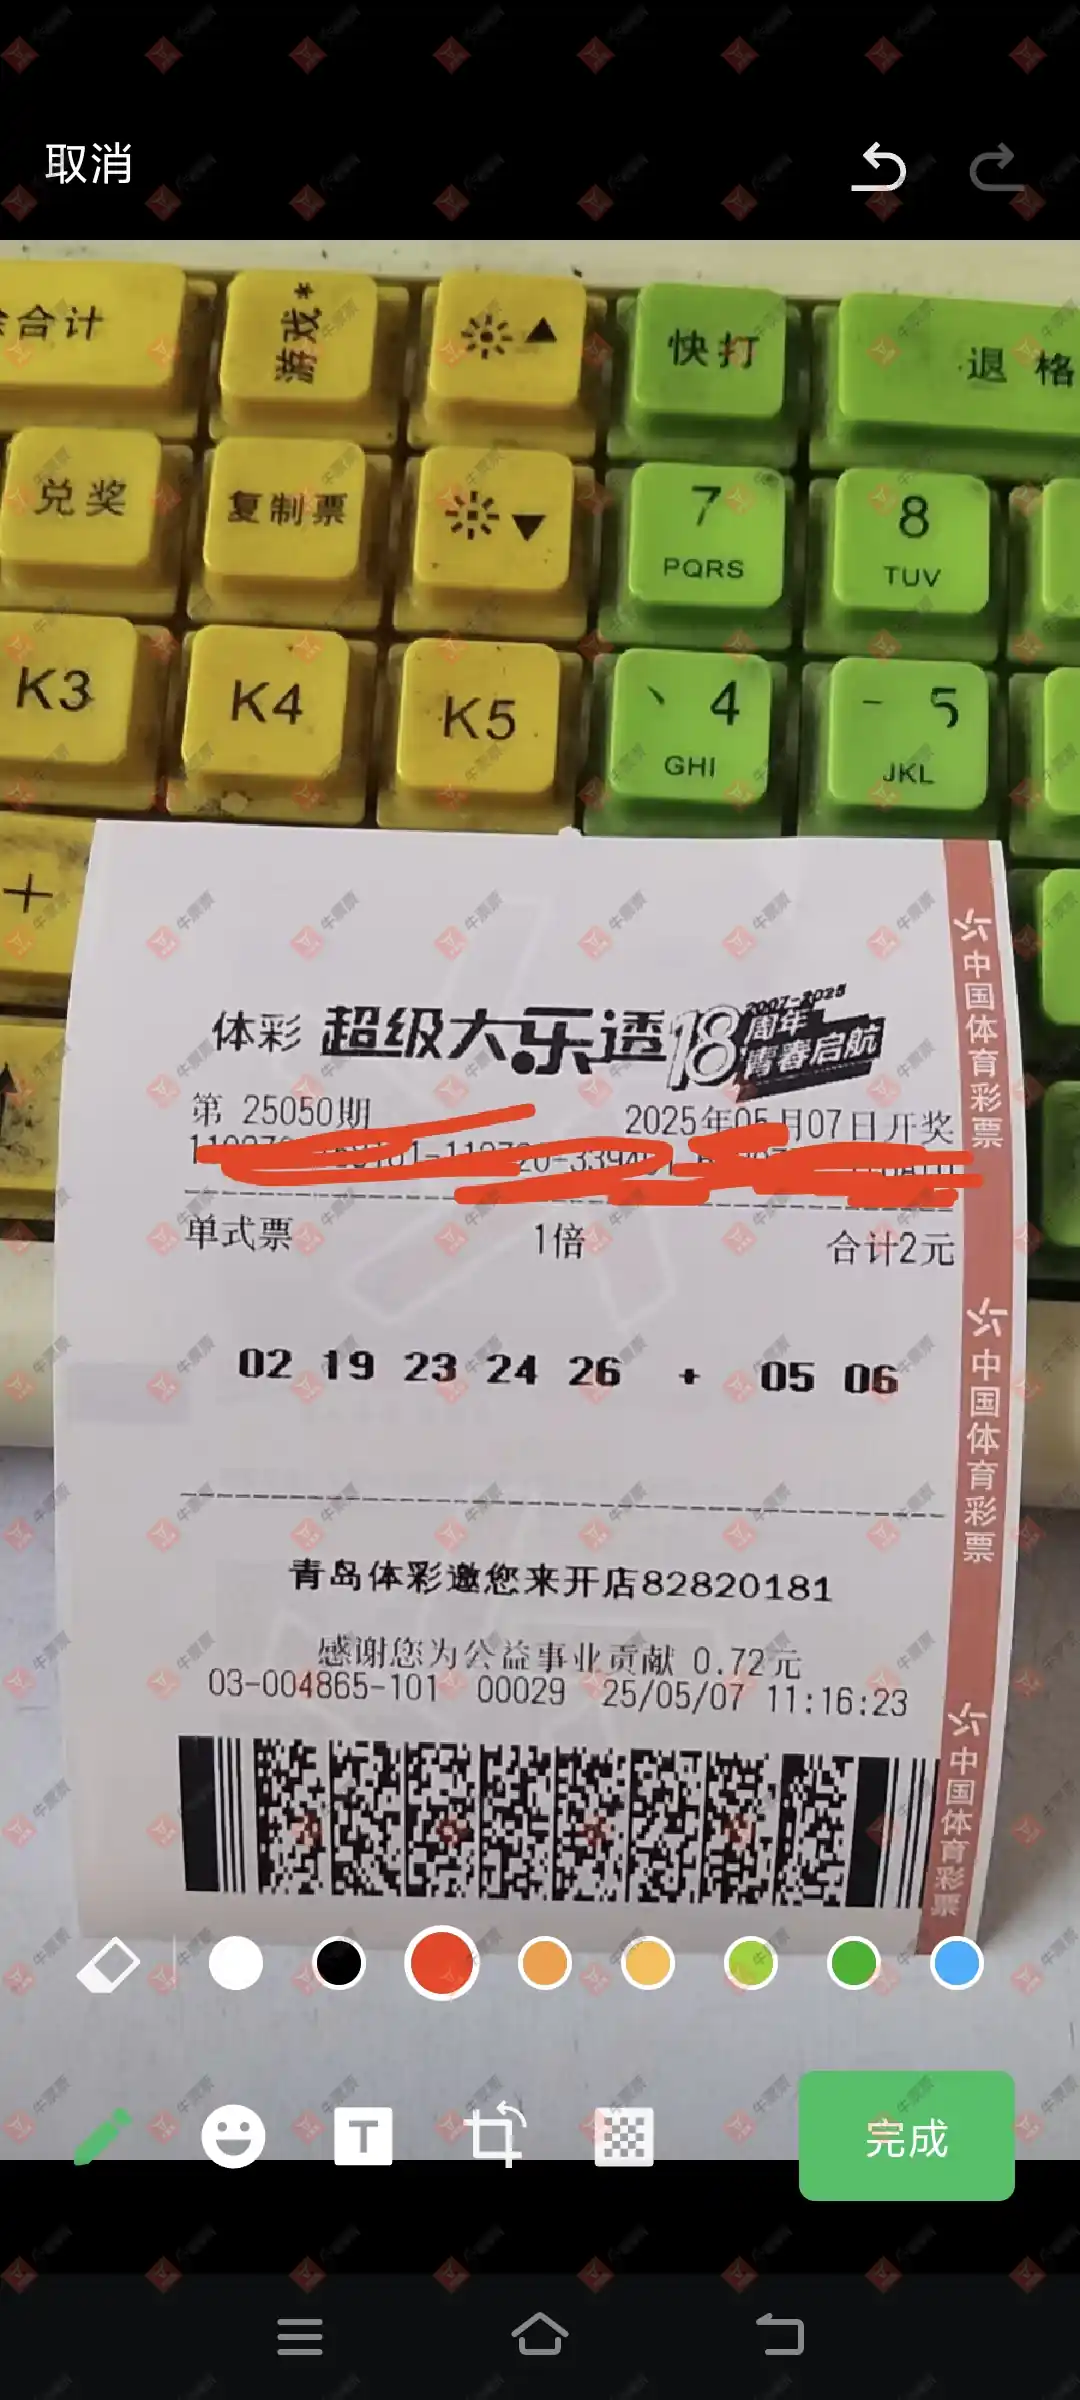 取消
余合计
游戏*
快打
退 格
兑奖
复制票
7
PQRS
8
TUV
K3
K4
K5
丶 4
GHI
一 5
JKL
+
体彩 超级大乐透 18 2007-2025 周年 青春启航
第 25050期
2025年05月07日开奖
单式票
1倍
合计2元
02 19 23 24 26 + 05 06
青岛体彩邀您来开店82820181
感谢您为公益事业贡献 0.72元
03-004865-101 00029 25/05/07 11:16:23
中国体育彩票
中国体育彩票
中国体育彩票
T
完成
牛票票